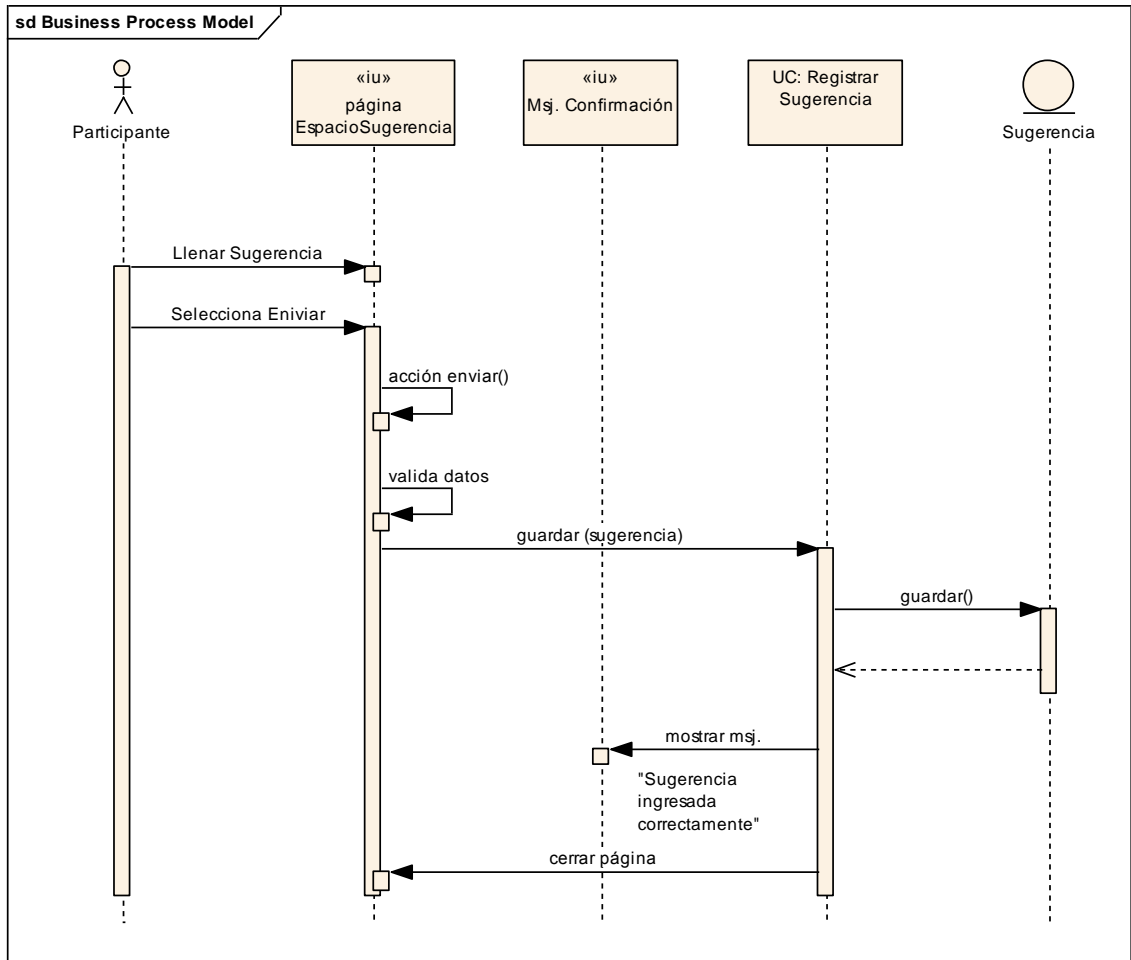 sd Business Process Model
Participante
«iu»
página
EspacioSugerencia
«iu»
Msj. Confirmación
UC: Registrar
Sugerencia
Sugerencia
Llenar Sugerencia
Selecciona Eniviar
acción enviar()
valida datos
guardar (sugerencia)
guardar()
mostrar msj.
"Sugerencia
ingresada
correctamente"
cerrar página